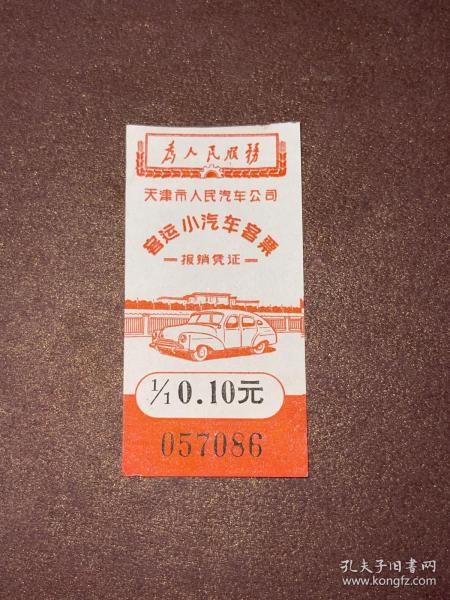 为人民服務
天津市人民汽车公司
客运小汽车客票
—报销凭证—
1/1 0.10元
057086
孔夫子旧书网
www.kongfz.com